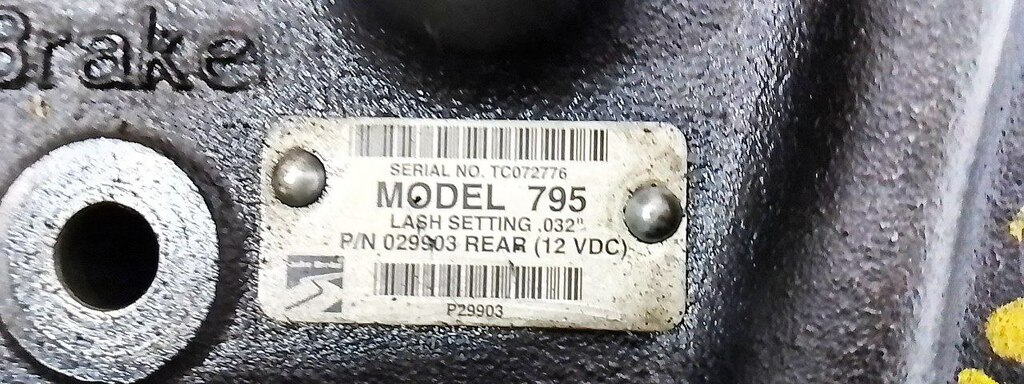 Brake
SERIAL NO. TC072776
MODEL 795
LASH SETTING .032"
P/N 029903 REAR (12 VDC)
P29903